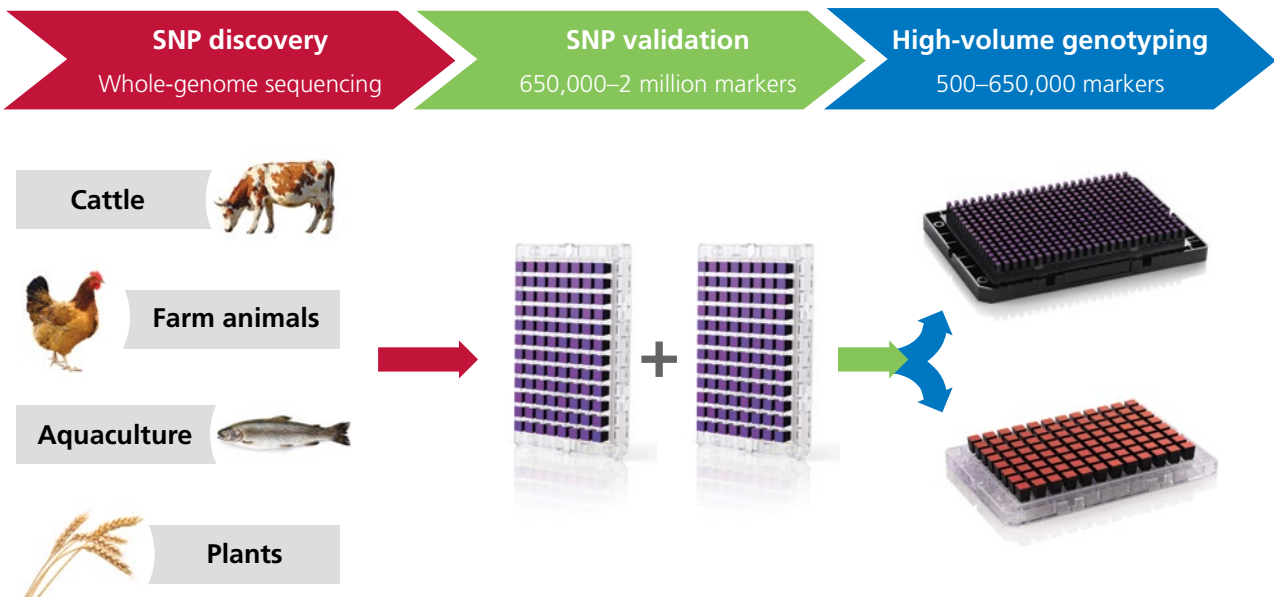 SNP discovery
Whole-genome sequencing
SNP validation
650,000–2 million markers
High-volume genotyping
500–650,000 markers
Cattle
Farm animals
Aquaculture
Plants
+